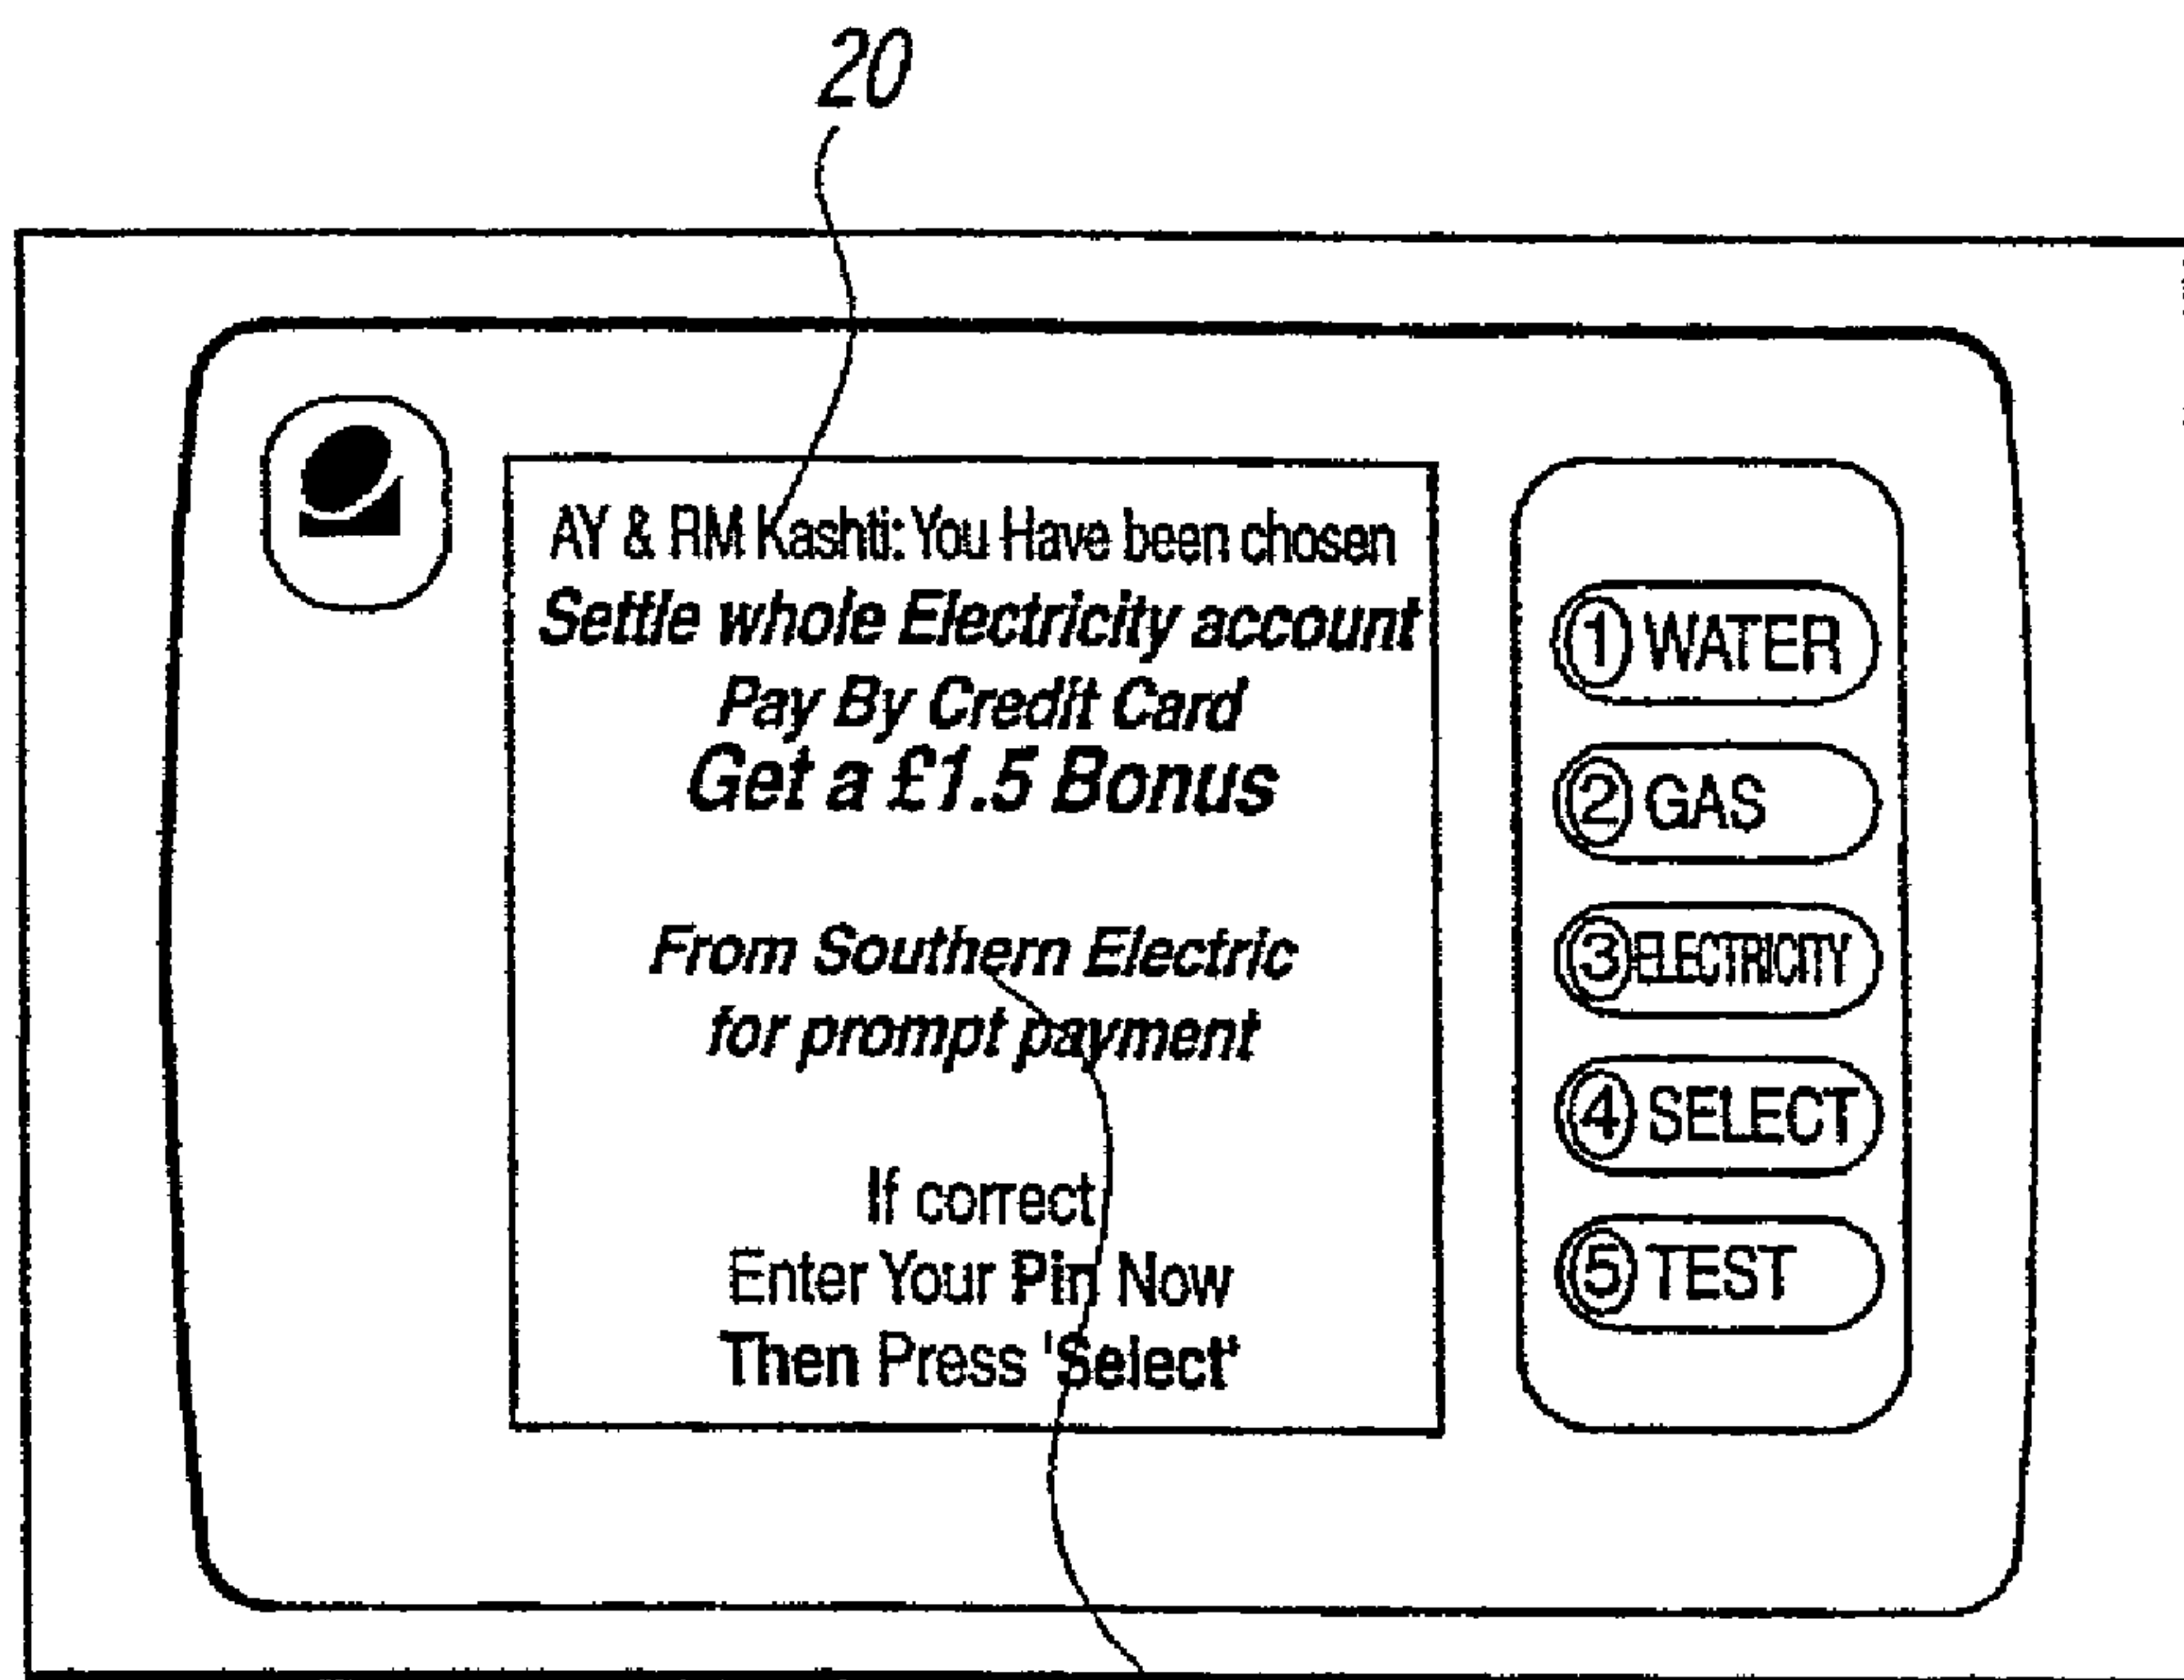 20
AY & RM Kashti: You Have been chosen
Settle whole Electricity account
Pay By Credit Card
Get a £1.5 Bonus
From Southern Electric
for prompt payment
If correct
Enter Your Pin Now
Then Press 'Select'
1 WATER
2 GAS
3 ELECTRICITY
4 SELECT
5 TEST